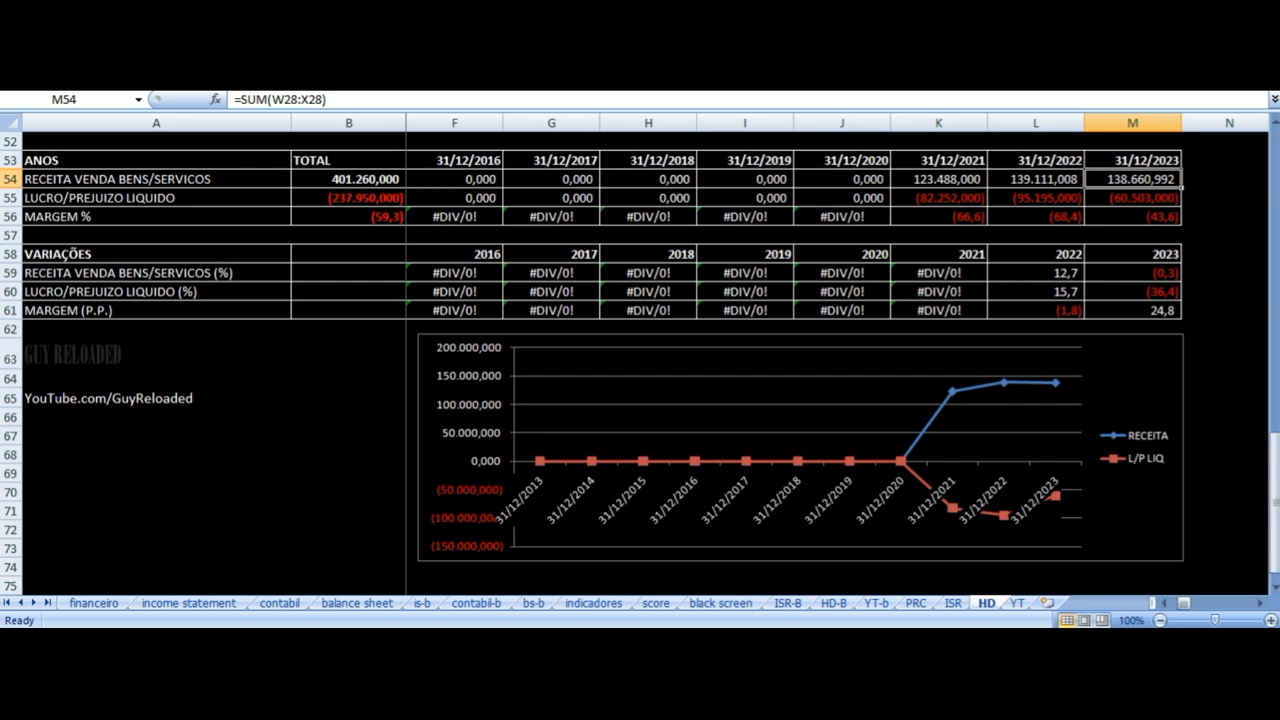 M54 fx =SUM(W28:X28)
A B F G H I J K L M N
52
53 ANOS TOTAL 31/12/2016 31/12/2017 31/12/2018 31/12/2019 31/12/2020 31/12/2021 31/12/2022 31/12/2023
54 RECEITA VENDA BENS/SERVICOS 401.260,000 0,000 0,000 0,000 0,000 0,000 123.488,000 139.111,008 138.660,992
55 LUCRO/PREJUIZO LIQUIDO (237.950,000) 0,000 0,000 0,000 0,000 0,000 (82.252,000) (95.195,000) (60.503,000)
56 MARGEM % (59,3) #DIV/0! #DIV/0! #DIV/0! #DIV/0! #DIV/0! (66,6) (68,4) (43,6)
57
58 VARIAÇÕES 2016 2017 2018 2019 2020 2021 2022 2023
59 RECEITA VENDA BENS/SERVICOS (%) #DIV/0! #DIV/0! #DIV/0! #DIV/0! #DIV/0! #DIV/0! 12,7 (0,3)
60 LUCRO/PREJUIZO LIQUIDO (%) #DIV/0! #DIV/0! #DIV/0! #DIV/0! #DIV/0! #DIV/0! 15,7 (36,4)
61 MARGEM (P.P.) #DIV/0! #DIV/0! #DIV/0! #DIV/0! #DIV/0! #DIV/0! (1,8) 24,8
62
63 GUY RELOADED
64
65 YouTube.com/GuyReloaded
66
67
68
69
70
71
72
73
74
75
200.000,000
150.000,000
100.000,000
50.000,000
0,000
(50.000,000)
(100.000,00
(150.000,000)
31/12/2013 31/12/2014 31/12/2015 31/12/2016 31/12/2017 31/12/2018 31/12/2019 31/12/2020 31/12/2021 31/12/2022 31/12/2023
RECEITA
L/P LIQ
financeiro income statement contabil balance sheet is-b contabil-b bs-b indicadores score black screen ISR-B HD-B YT-b PRC ISR HD YT
Ready 100%